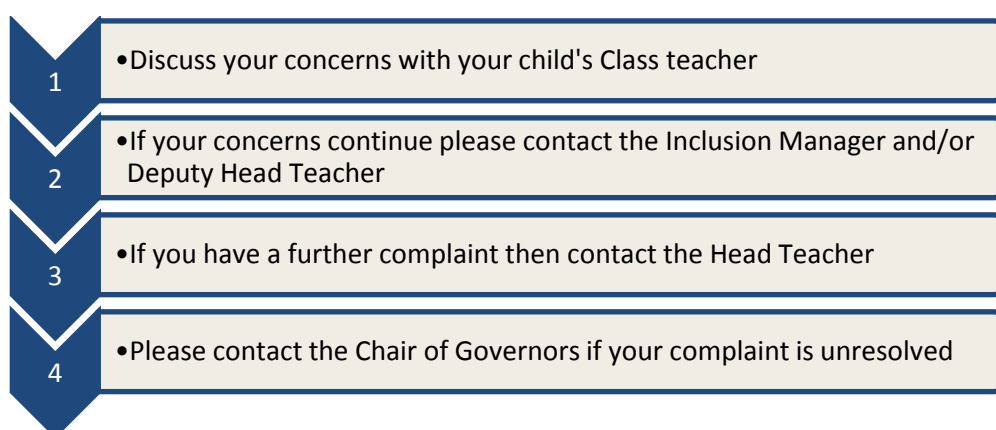 1
•Discuss your concerns with your child's Class teacher
2
•If your concerns continue please contact the Inclusion Manager and/or
Deputy Head Teacher
3
•If you have a further complaint then contact the Head Teacher
4
•Please contact the Chair of Governors if your complaint is unresolved